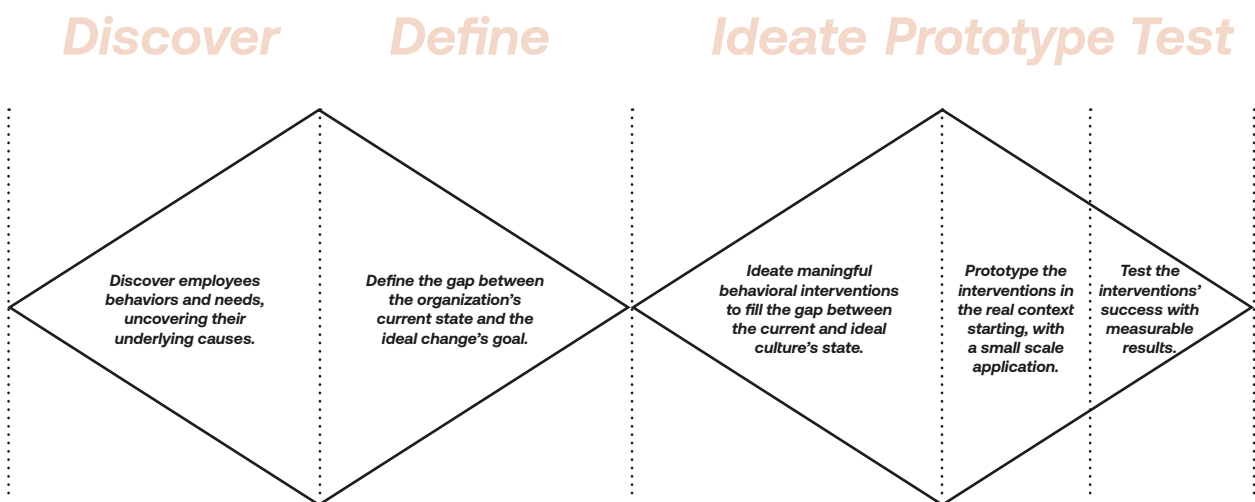 Discover
Define
Ideate
Prototype
Test
Discover employees
behaviors and needs,
uncovering their
underlying causes.
Define the gap between
the organization's
current state and the
ideal change's goal.
Ideate maningful
behavioral interventions
to fill the gap between
the current and ideal
culture's state.
Prototype the
interventions in
the real context
starting, with
a small scale
application.
Test the
interventions'
success with
measurable
results.